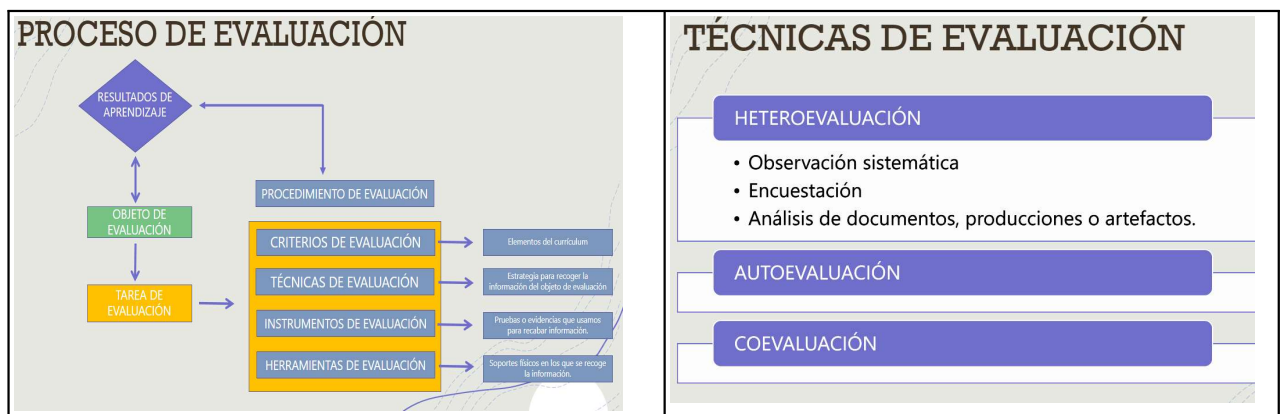 PROCESO DE EVALUACIÓN
RESULTADOS DE
APRENDIZAJE
PROCEDIMIENTO DE EVALUACIÓN
OBJETO DE
EVALUACIÓN
CRITERIOS DE EVALUACIÓN
Elementos del currículum
TÉCNICAS DE EVALUACIÓN
Estrategia para recoger la
información del objeto de evaluación
TAREA DE
EVALUACIÓN
INSTRUMENTOS DE EVALUACIÓN
Pruebas o evidencias que usamos
para recabar información.
HERRAMIENTAS DE EVALUACIÓN
Soportes físicos en los que se recoge
la información.
TÉCNICAS DE EVALUACIÓN
HETEROEVALUACIÓN
• Observación sistemática
• Encuestación
• Análisis de documentos, producciones o artefactos.
AUTOEVALUACIÓN
COEVALUACIÓN